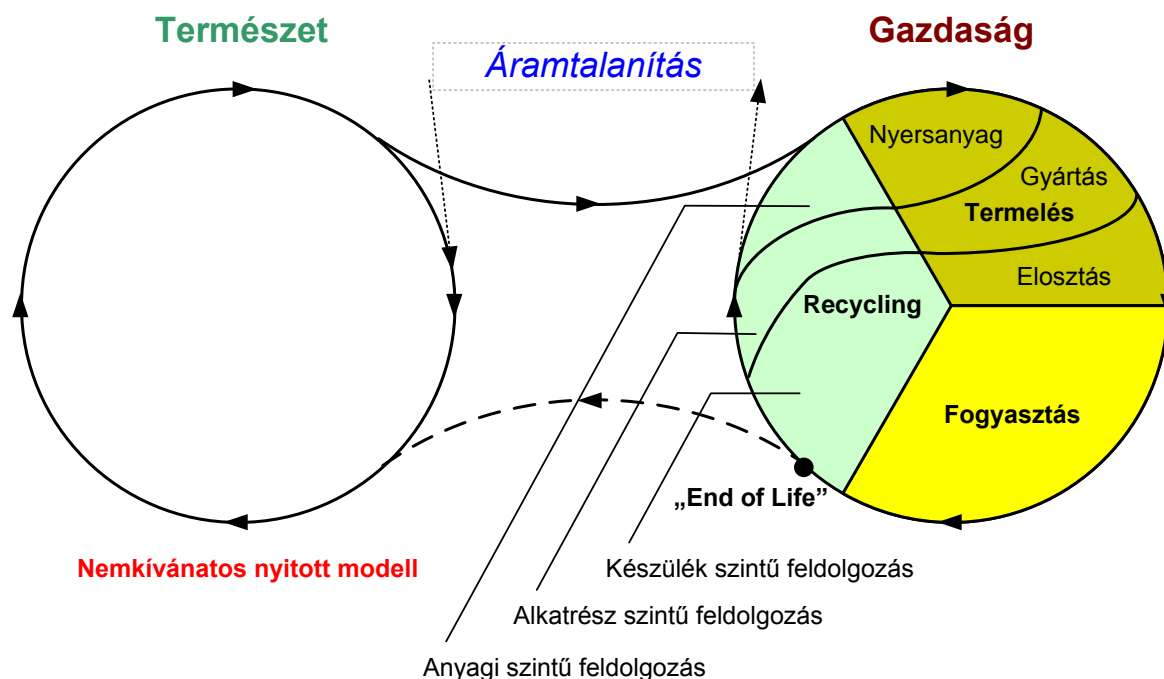 Természet
Gazdaság
Áramtalanítás
Nyersanyag
Gyártás
Termelés
Elosztás
Recycling
Fogyasztás
„End of Life”
Nemkívánatos nyitott modell
Készülék szintű feldolgozás
Alkatrész szintű feldolgozás
Anyagi szintű feldolgozás